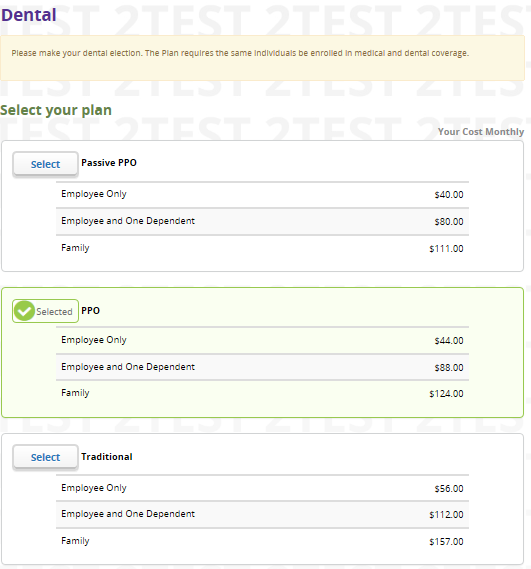 Dental
Please make your dental election. The Plan requires the same individuals be enrolled in medical and dental coverage.
Select your plan
Your Cost Monthly
Select Passive PPO
Employee Only $40.00
Employee and One Dependent $80.00
Family $111.00
Selected PPO
Employee Only $44.00
Employee and One Dependent $88.00
Family $124.00
Select Traditional
Employee Only $56.00
Employee and One Dependent $112.00
Family $157.00